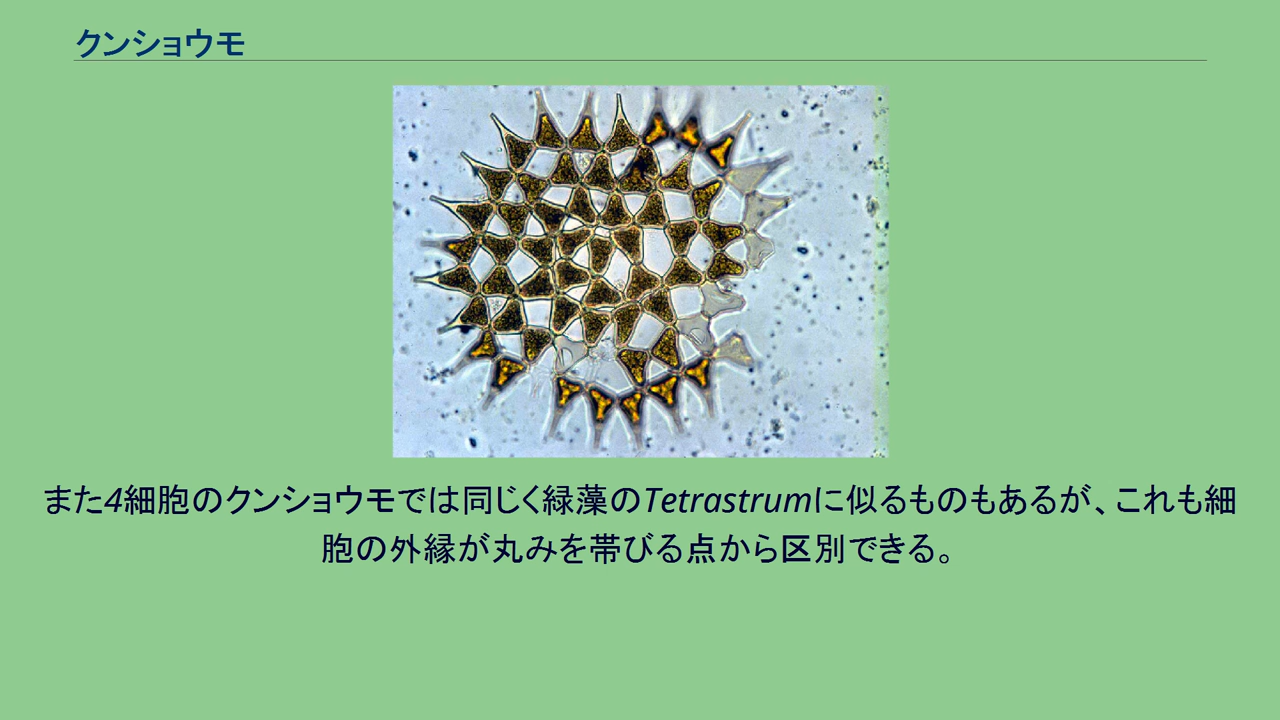 クンショウモ
また4細胞のクンショウモでは同じく緑藻のTetrastrumに似るものもあるが、これも細
胞の外縁が丸みを帯びる点から区別できる。